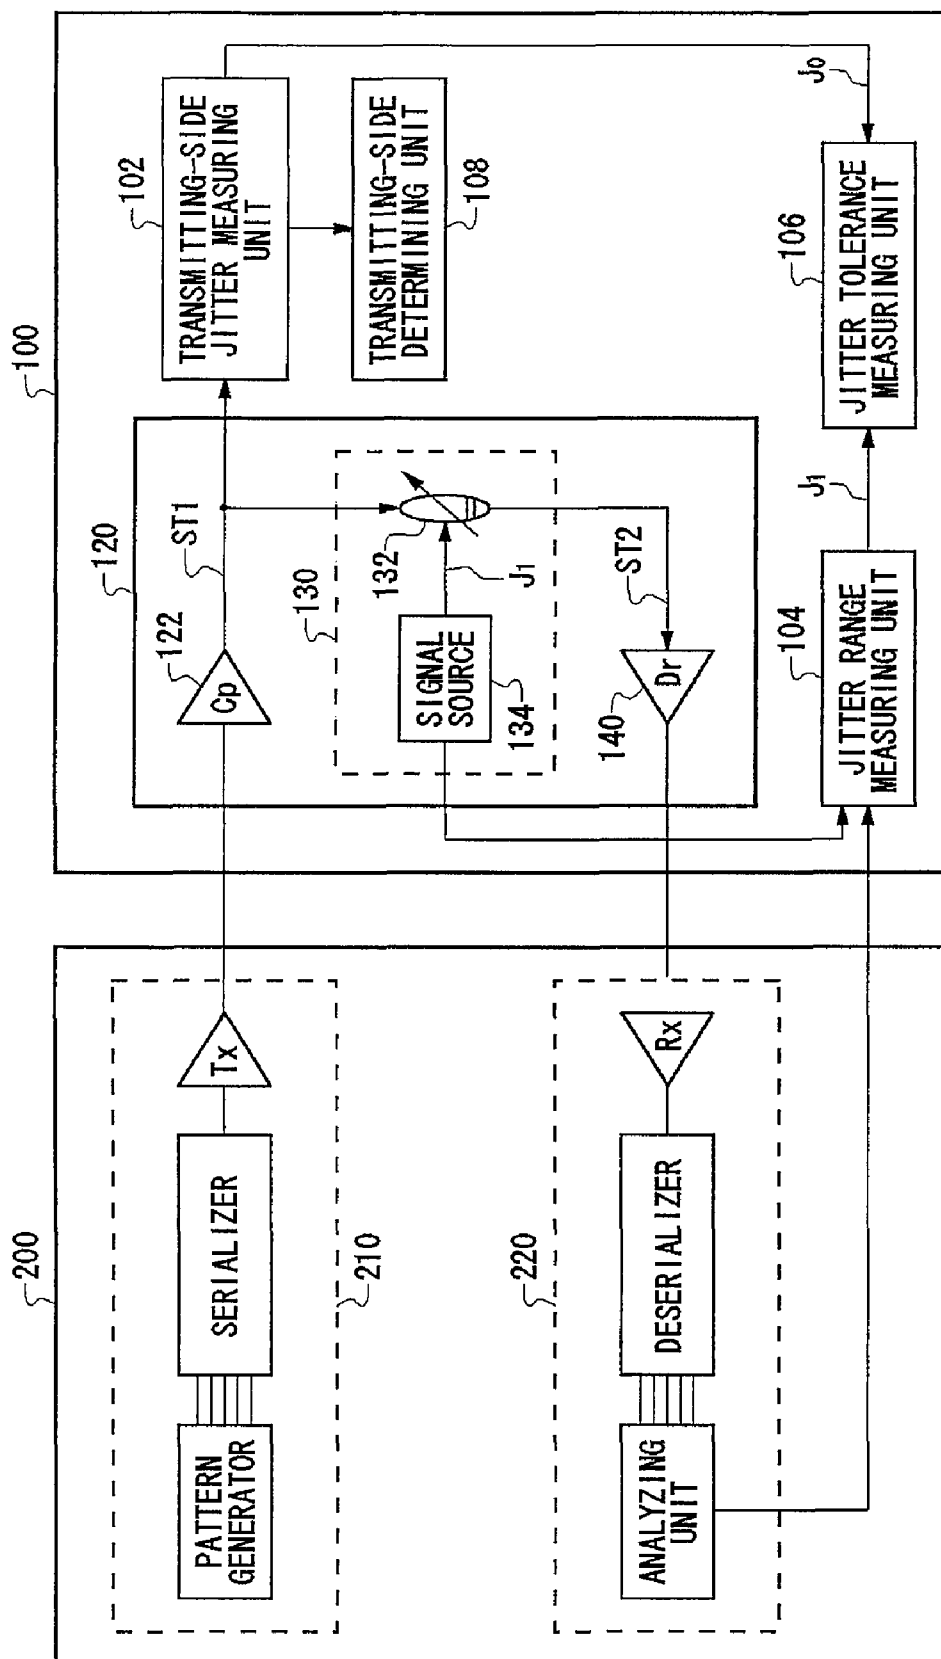 200
PATTERN
GENERATOR
SERIALIZER
Tx
210
220
ANALYZING
UNIT
DESERIALIZER
Rx
100
120
122
Cp
ST1
130
132
J1
SIGNAL
SOURCE
134
ST2
140
Dr
102
TRANSMITTING-SIDE
JITTER MEASURING
UNIT
TRANSMITTING-SIDE
DETERMINING UNIT
108
104
JITTER RANGE
MEASURING UNIT
J1
106
JITTER TOLERANCE
MEASURING UNIT
J0